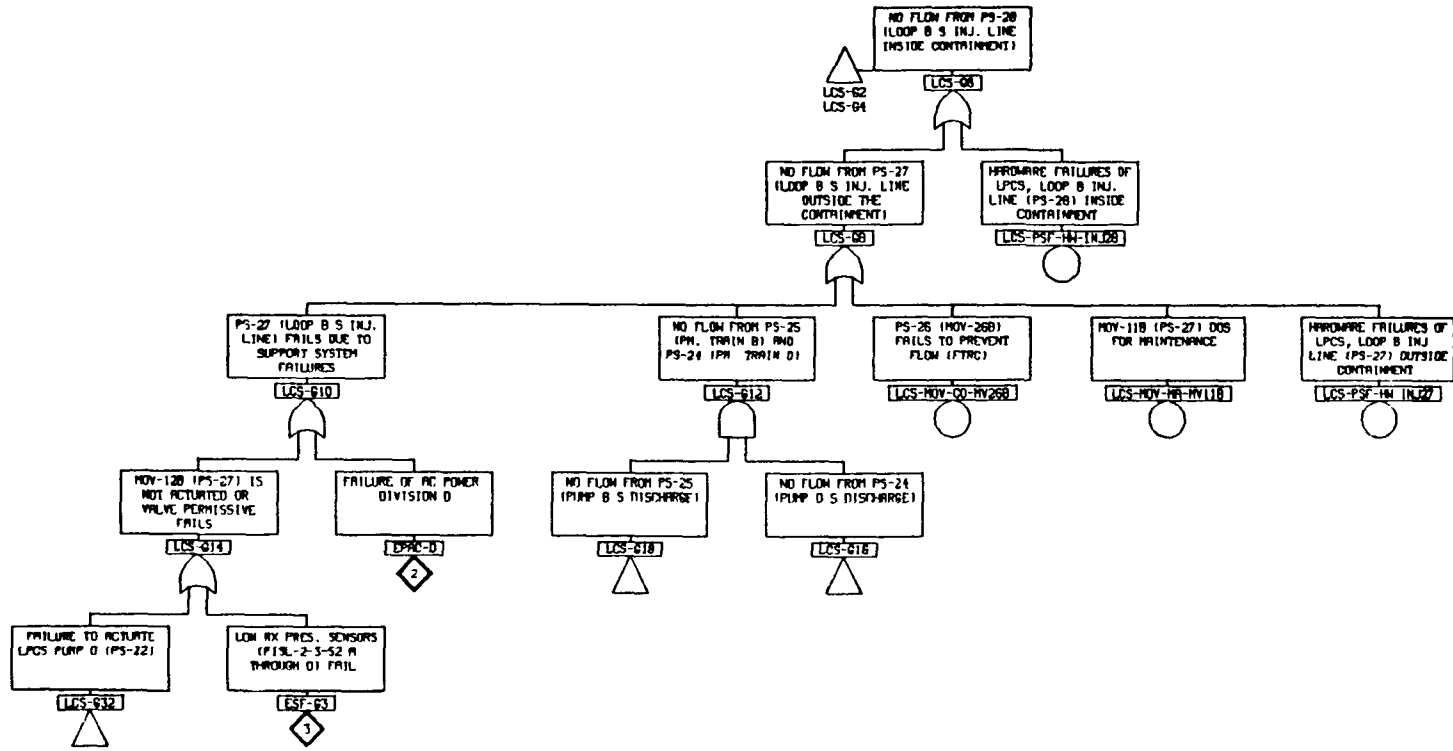 NO FLOW FROM PS-28
(LOOP B S INJ. LINE
INSIDE CONTAINMENT)
LCS-G2
LCS-G4
LCS-G6
NO FLOW FROM PS-27
(LOOP B S INJ. LINE
OUTSIDE THE
CONTAINMENT)
LCS-G8
HARDWARE FAILURES OF
LPCS, LOOP B INJ.
LINE (PS-28) INSIDE
CONTAINMENT
LCS-PSF-HW-INJ28
PS-27 (LOOP B S INJ.
LINE) FAILS DUE TO
SUPPORT SYSTEM
FAILURES
LCS-G10
NO FLOW FROM PS-25
(PM. TRAIN B) AND
PS-24 (PM TRAIN D)
LCS-G12
PS-26 (MOV-26B)
FAILS TO PREVENT
FLOW (FTRC)
LCS-MOV-CO-MV26B
MOV-11B (PS-27) OOS
FOR MAINTENANCE
LCS-MOV-MA-MV11B
HARDWARE FAILURES OF
LPCS, LOOP B INJ
LINE (PS-27) OUTSIDE
CONTAINMENT
LCS-PSF-HW INJ27
MOV-12B (PS-27) IS
NOT ACTUATED OR
VALVE PERMISSIVE
FAILS
LCS-G14
FAILURE OF AC POWER
DIVISION D
EPAC-D
2
NO FLOW FROM PS-25
(PUMP B S DISCHARGE)
LCS-G18
NO FLOW FROM PS-24
(PUMP D S DISCHARGE)
LCS-G16
FAILURE TO ACTUATE
LPCS PUMP D (PS-22)
LCS-G32
LOW RX PRES. SENSORS
(PISL-2-3-52 A
THROUGH D) FAIL
ESF-G3
3